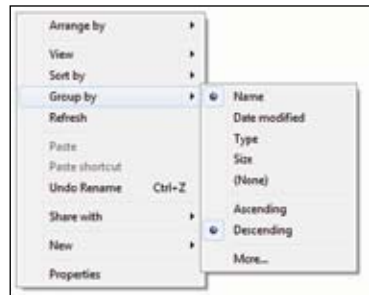 Arrange by
View
Sort by
Group by
Refresh
Paste
Paste shortcut
Undo Rename Ctrl+Z
Share with
New
Properties
Name
Date modified
Type
Size
(None)
Ascending
Descending
More...